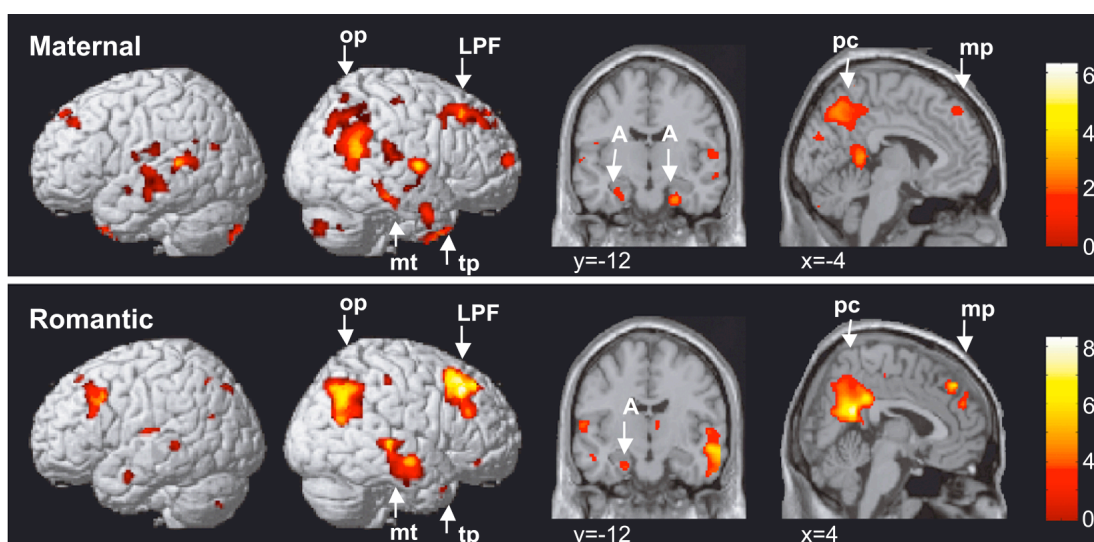 Maternal
op
LPF
A
A
pc
mp
6
4
2
0
mt
tp
y=-12
x=-4
Romantic
op
LPF
A
pc
mp
8
6
4
2
0
mt
tp
y=-12
x=4